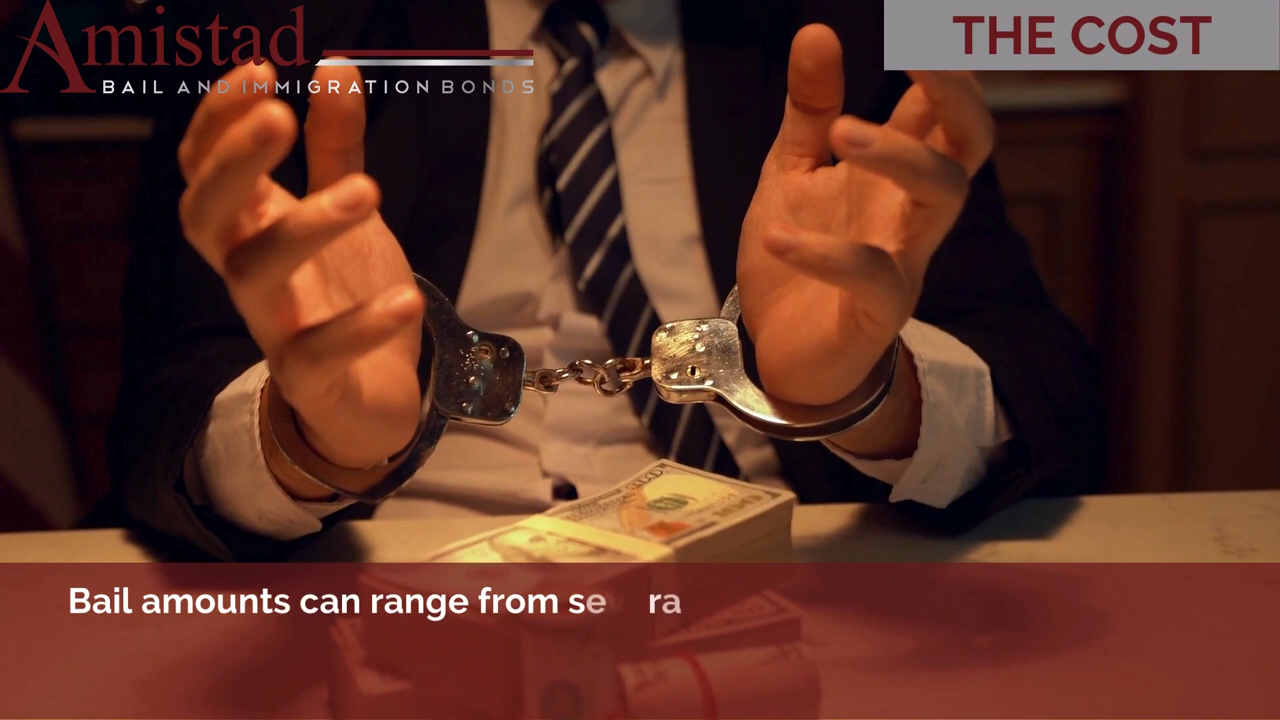 Amistad
BAIL AND IMMIGRATION BONDS
THE COST
Bail amounts can range from